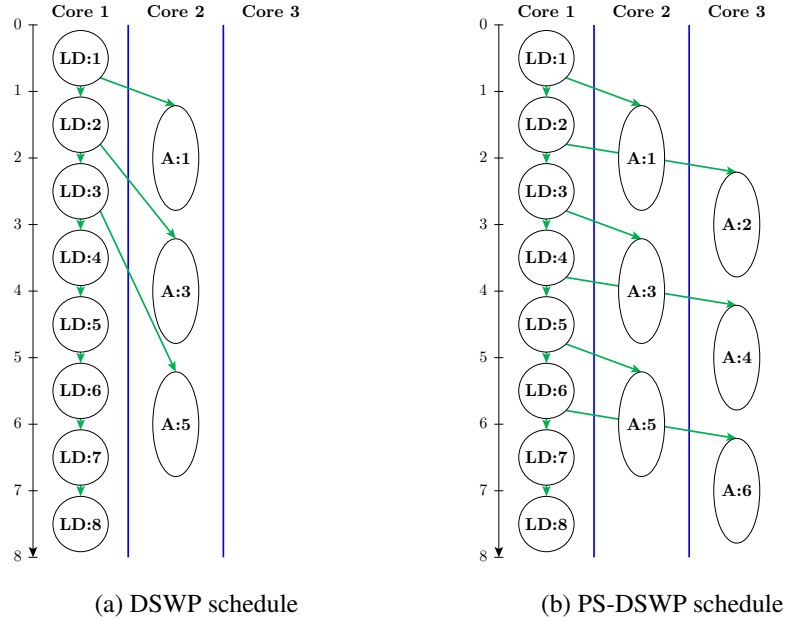 Core 1 Core 2 Core 3
0
1
2
3
4
5
6
7
8
LD:1
LD:2
LD:3
LD:4
LD:5
LD:6
LD:7
LD:8
A:1
A:3
A:5
(a) DSWP schedule
Core 1 Core 2 Core 3
0
1
2
3
4
5
6
7
8
LD:1
LD:2
LD:3
LD:4
LD:5
LD:6
LD:7
LD:8
A:1
A:3
A:5
A:2
A:4
A:6
(b) PS-DSWP schedule